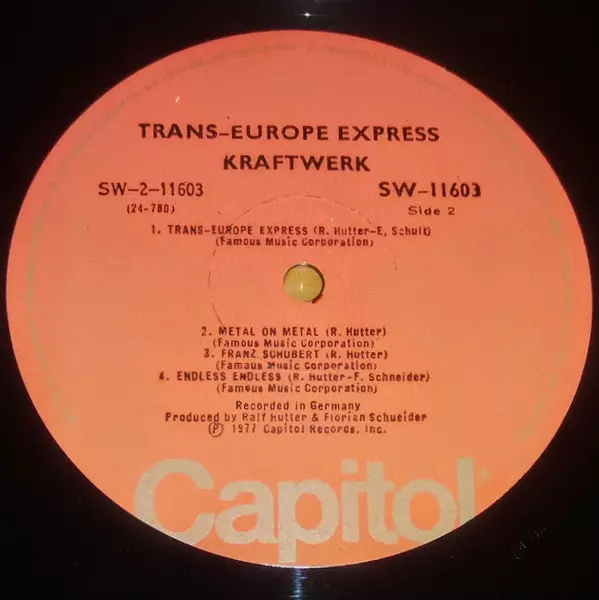 TRANS-EUROPE EXPRESS
KRAFTWERK
SW-2-11603
SW-11603
(24-780)
Side 2
1. TRANS-EUROPE EXPRESS (R. Hutter-E, Schult)
(Famous Music Corporation)
2. METAL ON METAL (R. Hutter)
(Famous Music Corporation)
3. FRANZ SCHUBERT (R. Hutter)
(Famaus Music Corporation)
4. ENDLESS ENDLESS (R. Hutter-F. Schneider)
(Famous Music Corporation)
Recorded in Germany
Produced by Ralf Hutter & Florian Schueider
Ⓟ 1977 Capitol Records, Inc.
Capitol